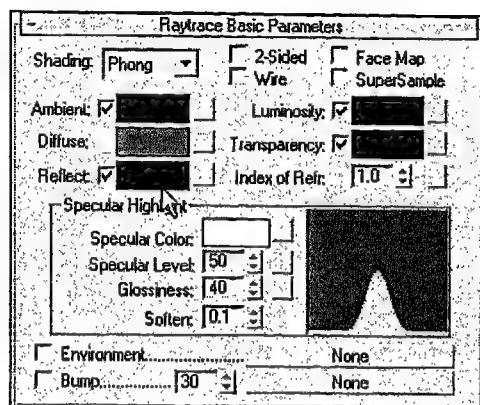 - Raytrace Basic Parameters
Shading: Phong 2-Sided Face Map
Wire SuperSample
Ambient: Luminosity:
Diffuse: Transparency:
Reflect: Index of Refr: 1.0
Specular Highlight
Specular Color:
Specular Level: 50
Glossiness: 40
Soften: 0.1
Environment................... None
Bump............ 30 None